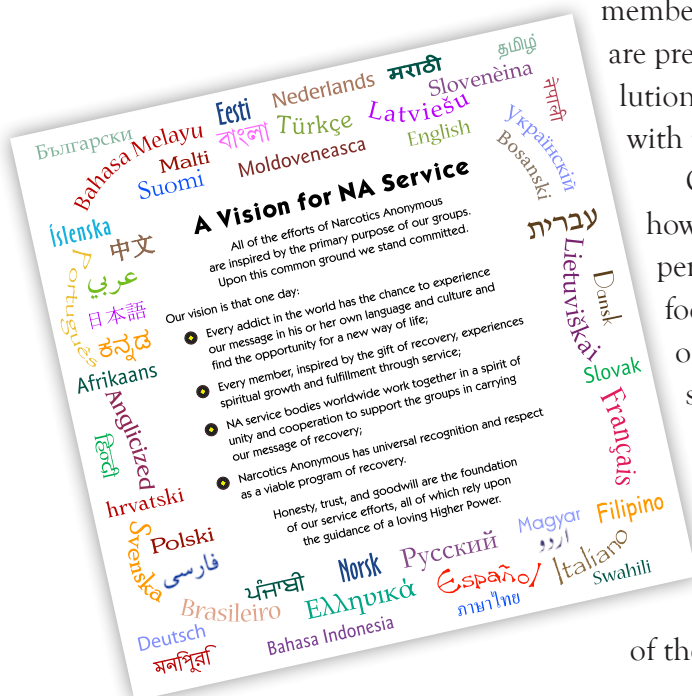 தமிழ்
मराठी
Slovenèina
नेपाली
Nederlands
Eesti
Latviešu
Türkçe
বাংলা
English
Български
Bahasa Melayu
Malti
Suomi
Moldoveneasca
Українскій
Bosanski
A Vision for NA Service
Íslenska
中文
עברית
All of the efforts of Narcotics Anonymous
are inspired by the primary purpose of our groups.
Upon this common ground we stand committed.
Português
عربي
日本語
ಕನ್ನಡ
Afrikaans
Lietuviškai
Dansk
Our vision is that one day:
Every addict in the world has the chance to experience
our message in his or her own language and culture and
find the opportunity for a new way of life;
Every member, inspired by the gift of recovery, experiences
spiritual growth and fulfillment through service;
NA service bodies worldwide work together in a spirit of
unity and cooperation to support the groups in carrying
our message of recovery;
Narcotics Anonymous has universal recognition and respect
as a viable program of recovery.
Honesty, trust, and goodwill are the foundation
of our service efforts, all of which rely upon
the guidance of a loving Higher Power.
Anglicized
हिन्दी
hrvatski
Slovak
Français
Svenska
Polski
فارسی
ਪੰਜਾਬੀ
Norsk
Русский
Magyar
اردو
Filipino
Italiano
Swahili
Brasileiro
Ελληνικά
Español
ภาษาไทย
Deutsch
Bahasa Indonesia
মনিপুরি
are pre
with
how
per
of the